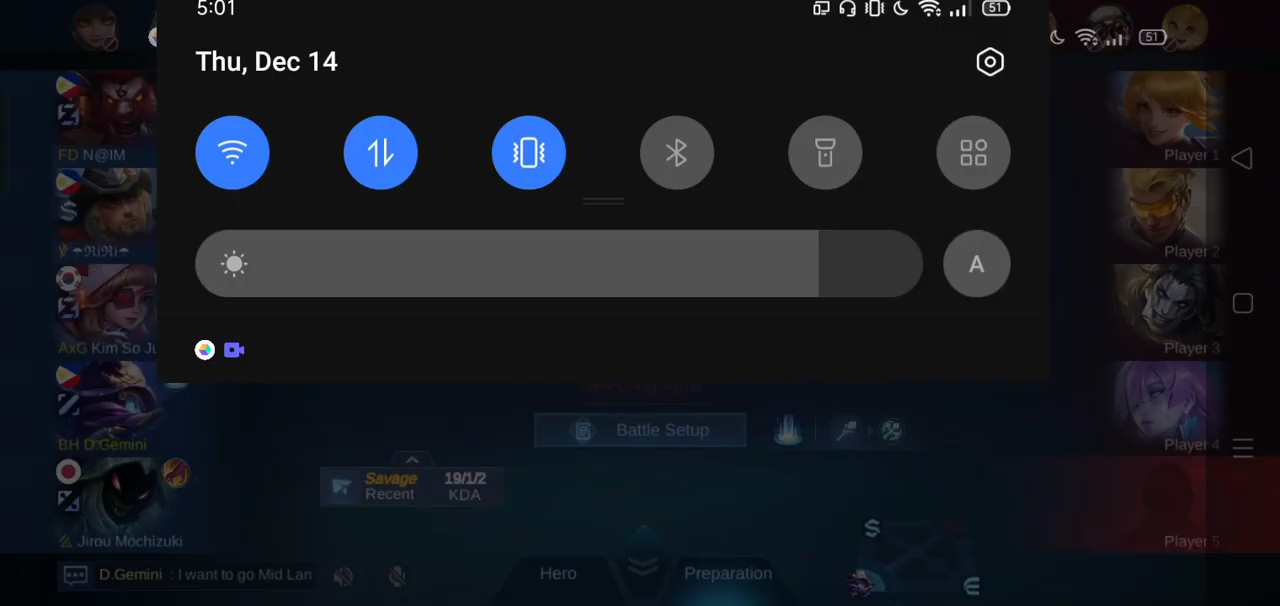 5:01
51
Thu, Dec 14
51
A
FD N@IM
Player 1
Player 2
Player 3
BH D.Gemini
Player 4
Battle Setup
Savage
Recent
19/1/2
KDA
Jirou Mochizuki
Player 5
D.Gemini : I want to go Mid Lan
Hero
Preparation
AxG Kim So Ju